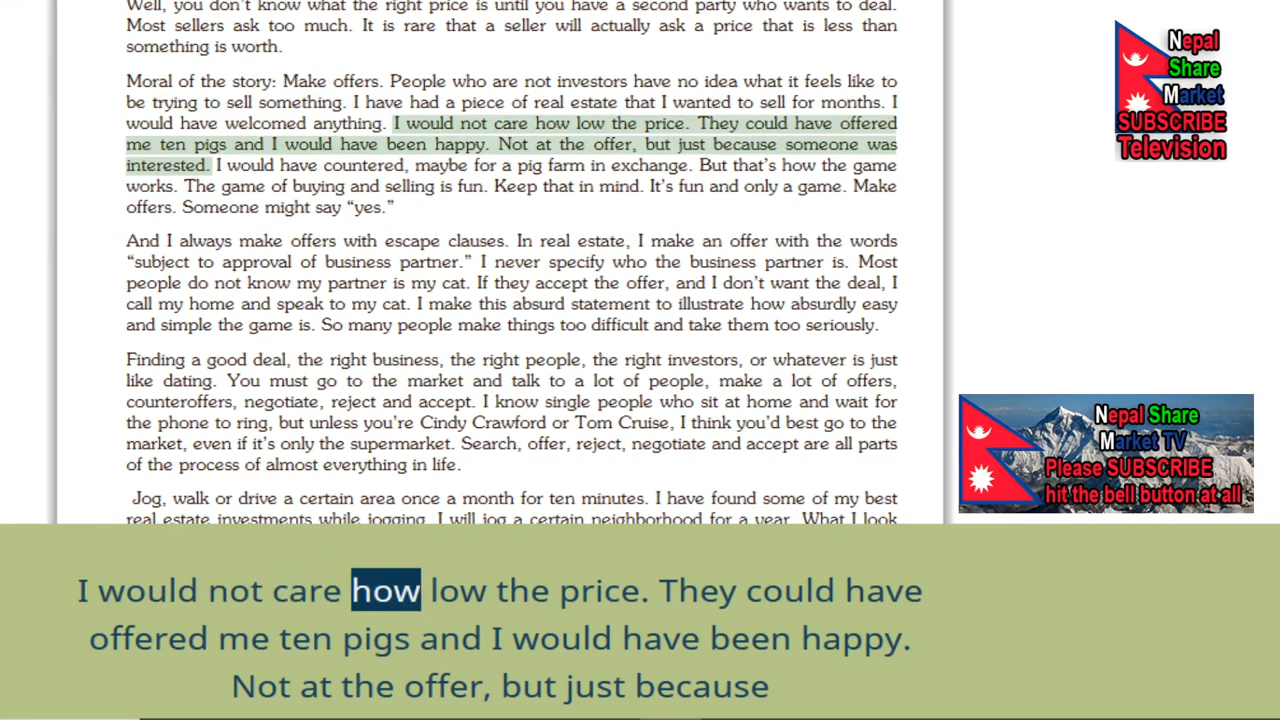 Well, you don't know what the right price is until you have a second party who wants to deal.
Most sellers ask too much. It is rare that a seller will actually ask a price that is less than
something is worth.
Moral of the story: Make offers. People who are not investors have no idea what it feels like to
be trying to sell something. I have had a piece of real estate that I wanted to sell for months. I
would have welcomed anything. I would not care how low the price. They could have offered
me ten pigs and I would have been happy. Not at the offer, but just because someone was
interested. I would have countered, maybe for a pig farm in exchange. But that's how the game
works. The game of buying and selling is fun. Keep that in mind. It's fun and only a game. Make
offers. Someone might say “yes.”
And I always make offers with escape clauses. In real estate, I make an offer with the words
“subject to approval of business partner.” I never specify who the business partner is. Most
people do not know my partner is my cat. If they accept the offer, and I don't want the deal, I
call my home and speak to my cat. I make this absurd statement to illustrate how absurdly easy
and simple the game is. So many people make things too difficult and take them too seriously.
Finding a good deal, the right business, the right people, the right investors, or whatever is just
like dating. You must go to the market and talk to a lot of people, make a lot of offers,
counteroffers, negotiate, reject and accept. I know single people who sit at home and wait for
the phone to ring, but unless you're Cindy Crawford or Tom Cruise, I think you'd best go to the
market, even if it's only the supermarket. Search, offer, reject, negotiate and accept are all parts
of the process of almost everything in life.
Jog, walk or drive a certain area once a month for ten minutes. I have found some of my best
real estate investments while jogging. I will jog a certain neighborhood for a year. What I look
Nepal
Share
Market
SUBSCRIBE
Television
Nepal Share
Market TV
Please SUBSCRIBE
hit the bell button at all
I would not care how low the price. They could have
offered me ten pigs and I would have been happy.
Not at the offer, but just because